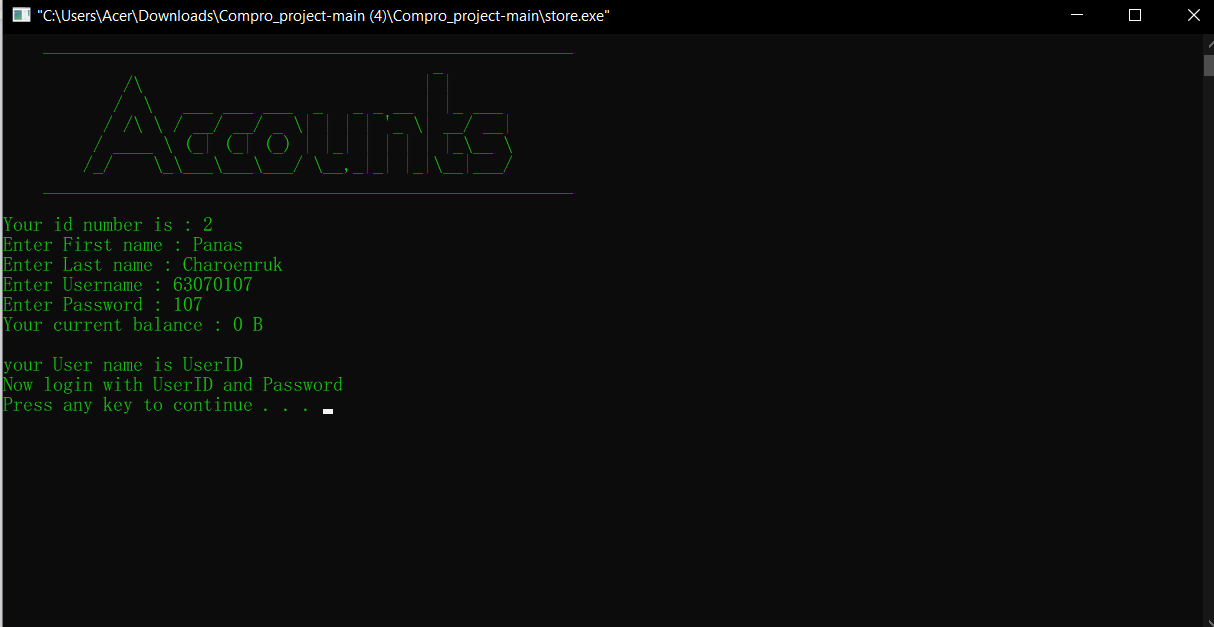 "C:\Users\Acer\Downloads\Compro_project-main (4)\Compro_project-main\store.exe"
Accounts
Your id number is : 2
Enter First name : Panas
Enter Last name : Charoenruk
Enter Username : 63070107
Enter Password : 107
Your current balance : 0 B
your User name is UserID
Now login with UserID and Password
Press any key to continue . . .